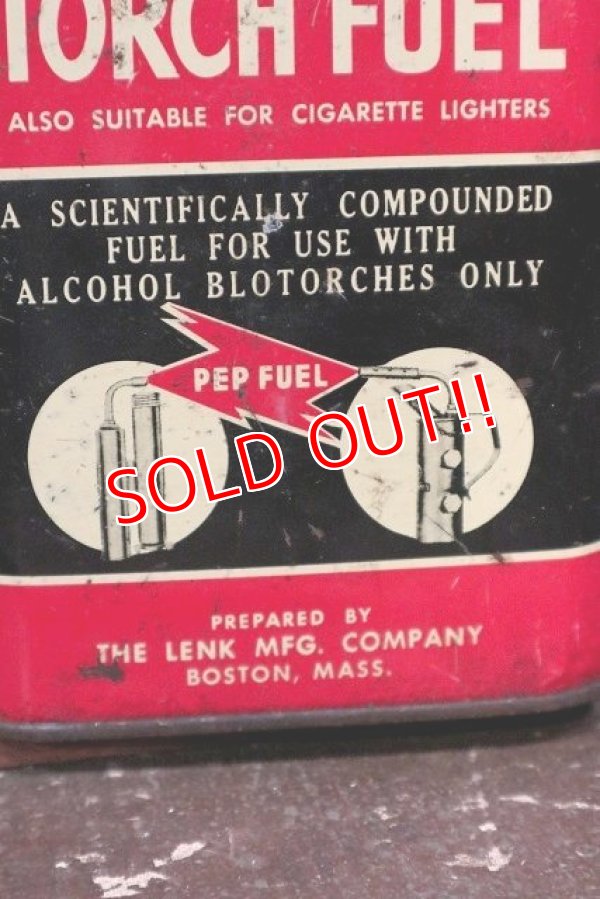 TORCH FUEL
ALSO SUITABLE FOR CIGARETTE LIGHTERS
A SCIENTIFICALLY COMPOUNDED
FUEL FOR USE WITH
ALCOHOL BLOTORCHES ONLY
PEP FUEL
SOLD OUT!!
PREPARED BY
THE LENK MFG. COMPANY
BOSTON, MASS.